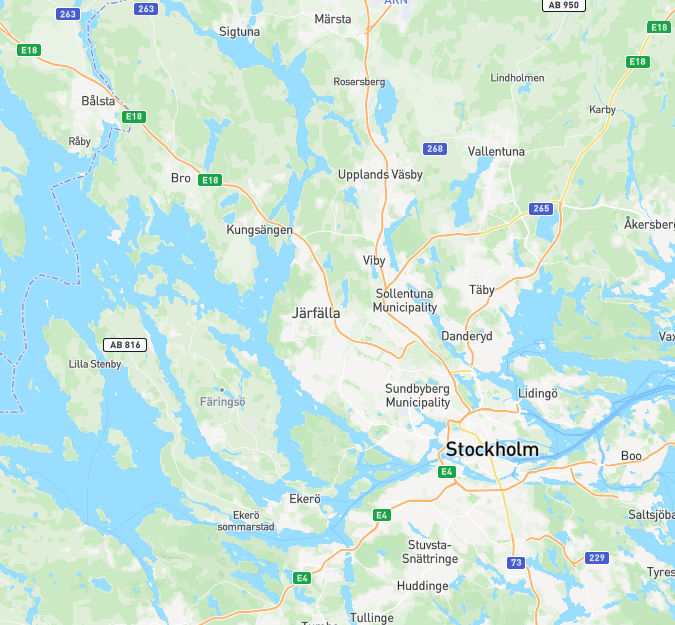 ARN
AB 950
263
263
Märsta
E18
Sigtuna
E18
E18
Rosersberg
Lindholmen
Bålsta
Karby
E18
Råby
268
Vallentuna
Bro
E18
Upplands Väsby
265
Kungsängen
Åkersberg
Viby
Täby
Sollentuna
Municipality
Järfälla
Danderyd
Vax
AB 816
Lilla Stenby
Sundbyberg
Municipality
Lidingö
Färingsö
Stockholm
Boo
E4
Ekerö
Ekerö
sommarstad
E4
Saltsjöba
Stuvsta-
Snättringe
229
73
Tyres
E4
Huddinge
Tullinge